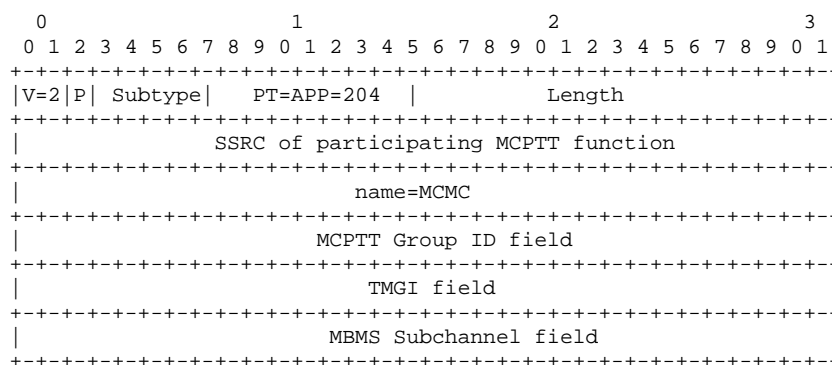 0                   1                   2                   3
 0 1 2 3 4 5 6 7 8 9 0 1 2 3 4 5 6 7 8 9 0 1 2 3 4 5 6 7 8 9 0 1
+-+-+-+-+-+-+-+-+-+-+-+-+-+-+-+-+-+-+-+-+-+-+-+-+-+-+-+-+-+-+-+-
|V=2|P| Subtype|   PT=APP=204  |          Length
+-+-+-+-+-+-+-+-+-+-+-+-+-+-+-+-+-+-+-+-+-+-+-+-+-+-+-+-+-+-+-+-
|               SSRC of participating MCPTT function
+-+-+-+-+-+-+-+-+-+-+-+-+-+-+-+-+-+-+-+-+-+-+-+-+-+-+-+-+-+-+-+-
|                          name=MCMC
+-+-+-+-+-+-+-+-+-+-+-+-+-+-+-+-+-+-+-+-+-+-+-+-+-+-+-+-+-+-+-+-
|                       MCPTT Group ID field
+-+-+-+-+-+-+-+-+-+-+-+-+-+-+-+-+-+-+-+-+-+-+-+-+-+-+-+-+-+-+-+-
|                           TMGI field
+-+-+-+-+-+-+-+-+-+-+-+-+-+-+-+-+-+-+-+-+-+-+-+-+-+-+-+-+-+-+-+-
|                        MBMS Subchannel field
+-+-+-+-+-+-+-+-+-+-+-+-+-+-+-+-+-+-+-+-+-+-+-+-+-+-+-+-+-+-+-+-